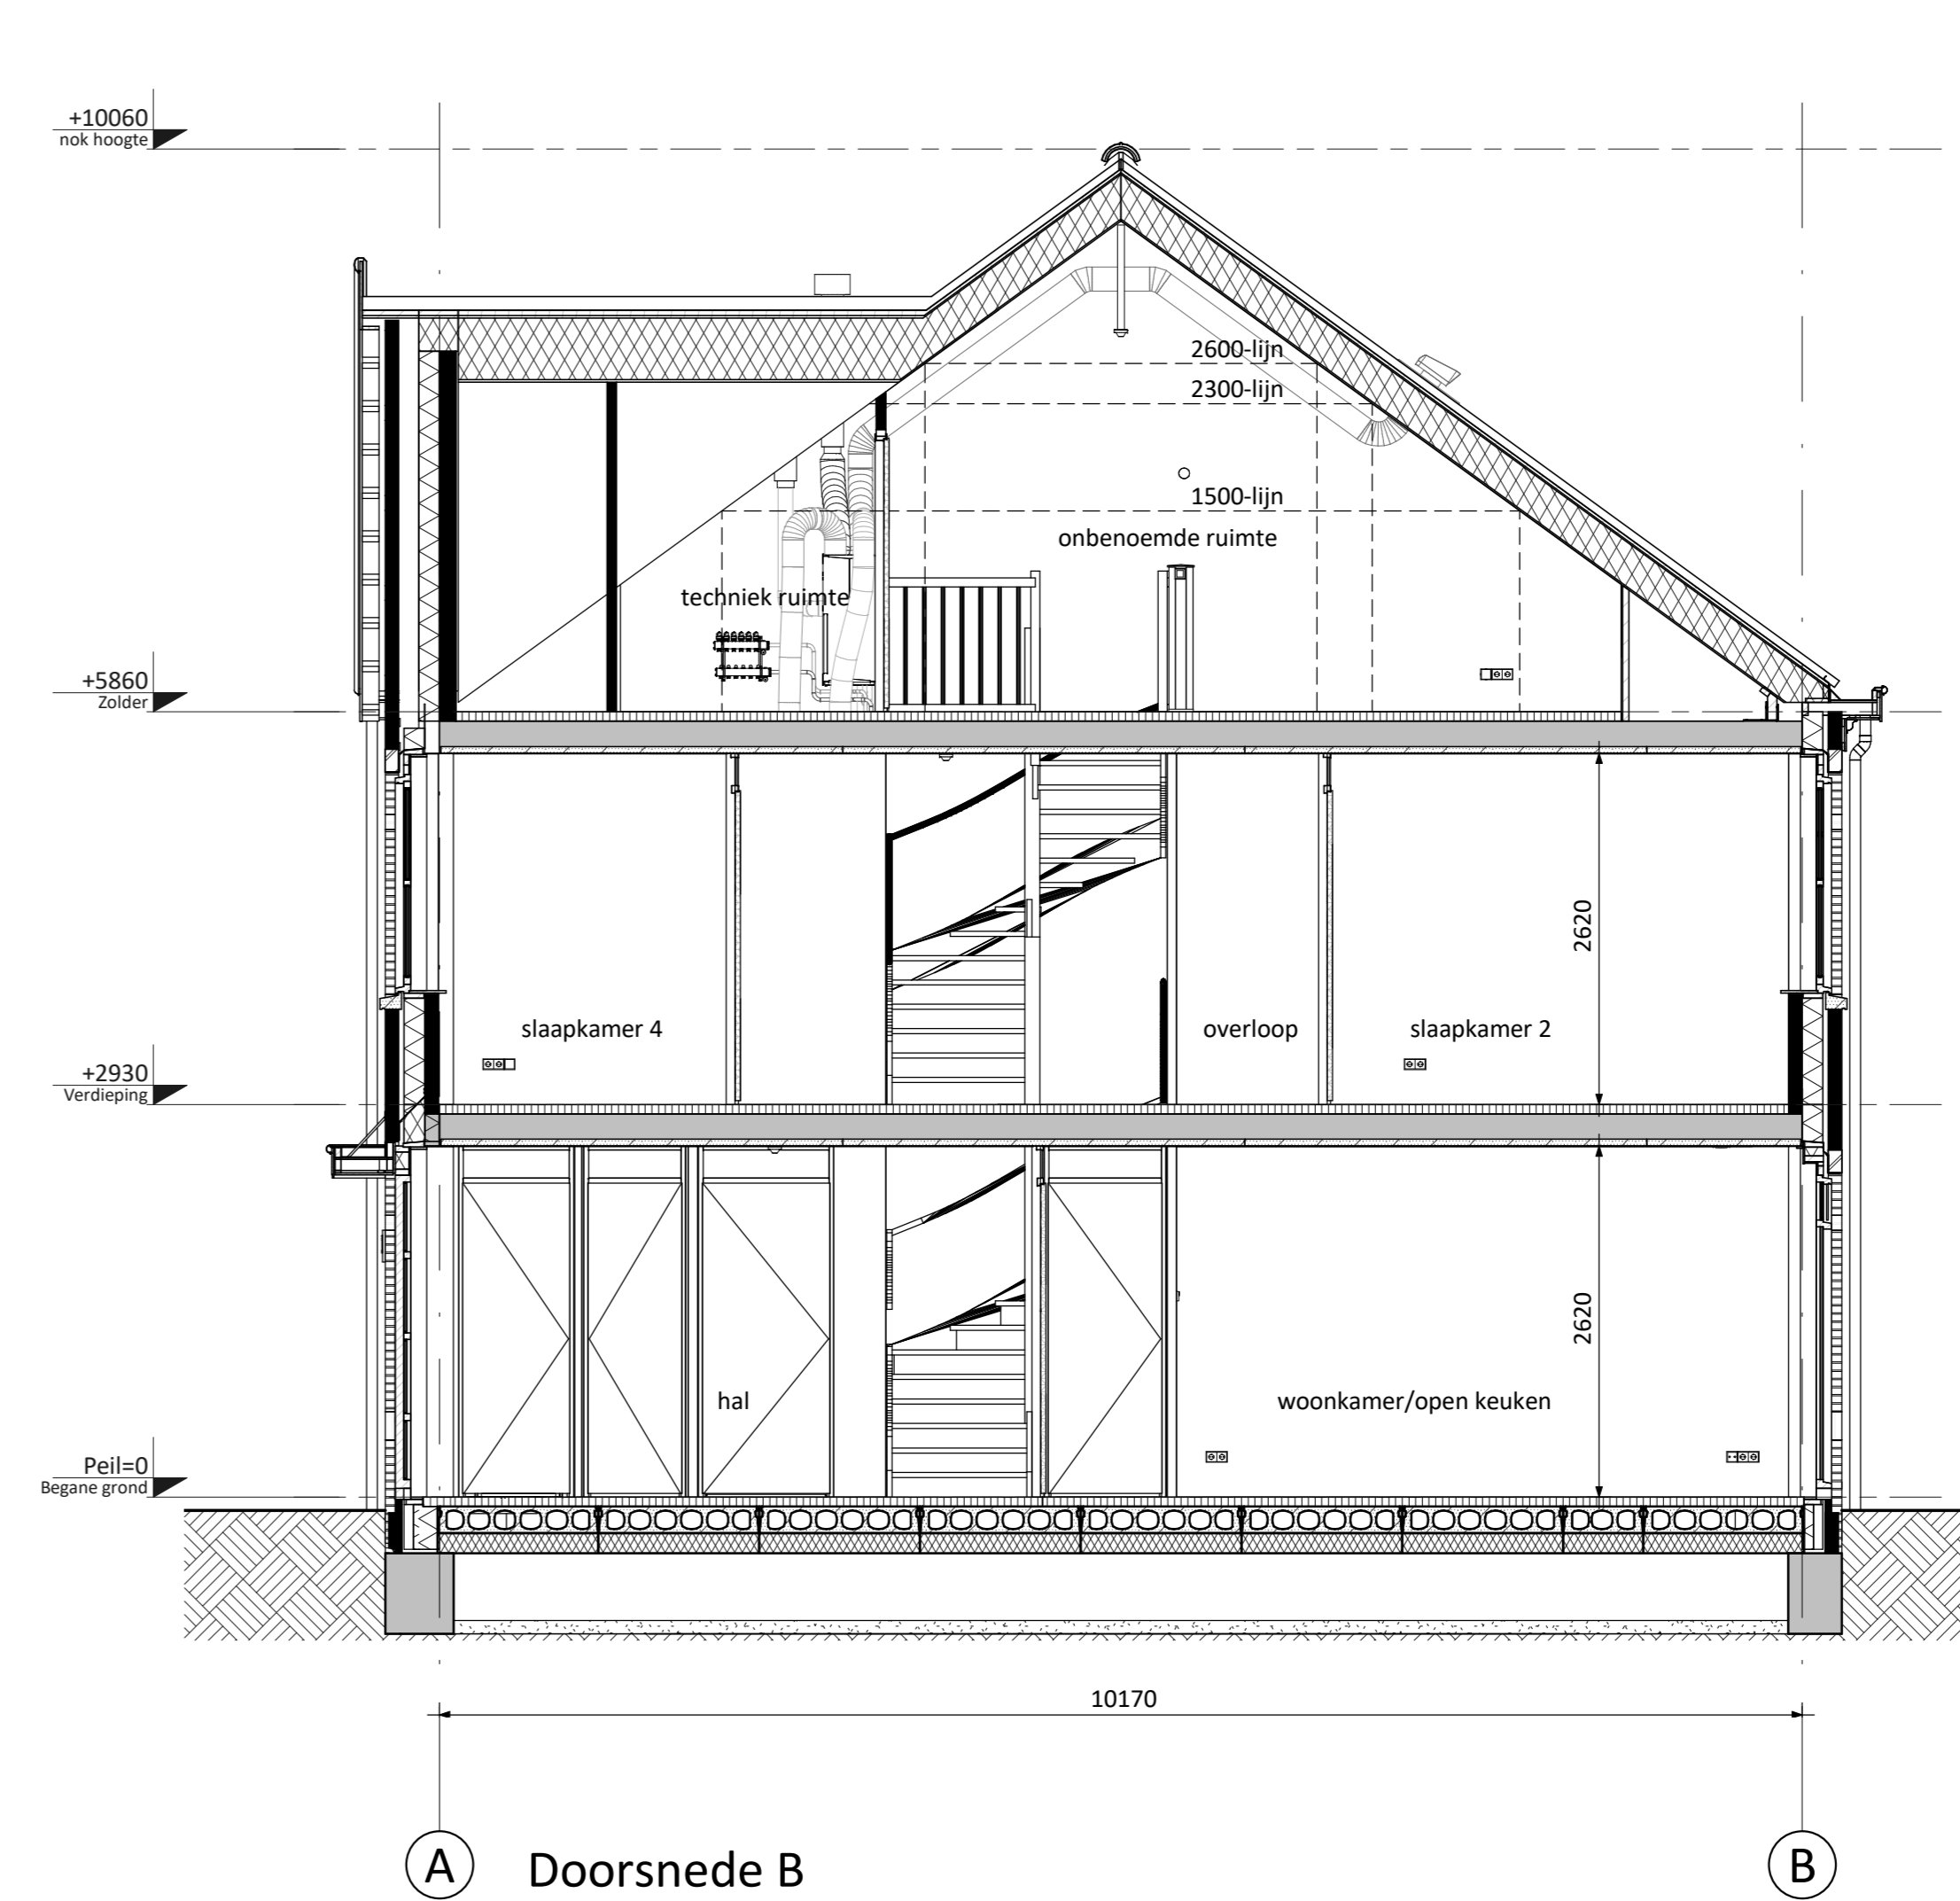 +10060
nok hoogte
2600-lijn
2300-lijn
1500-lijn
onbenoemde ruimte
techniek ruimte
+5860
Zolder
2620
slaapkamer 4
overloop
slaapkamer 2
+2930
Verdieping
2620
hal
woonkamer/open keuken
Peil=0
Begane grond
10170
A
Doorsnede B
B